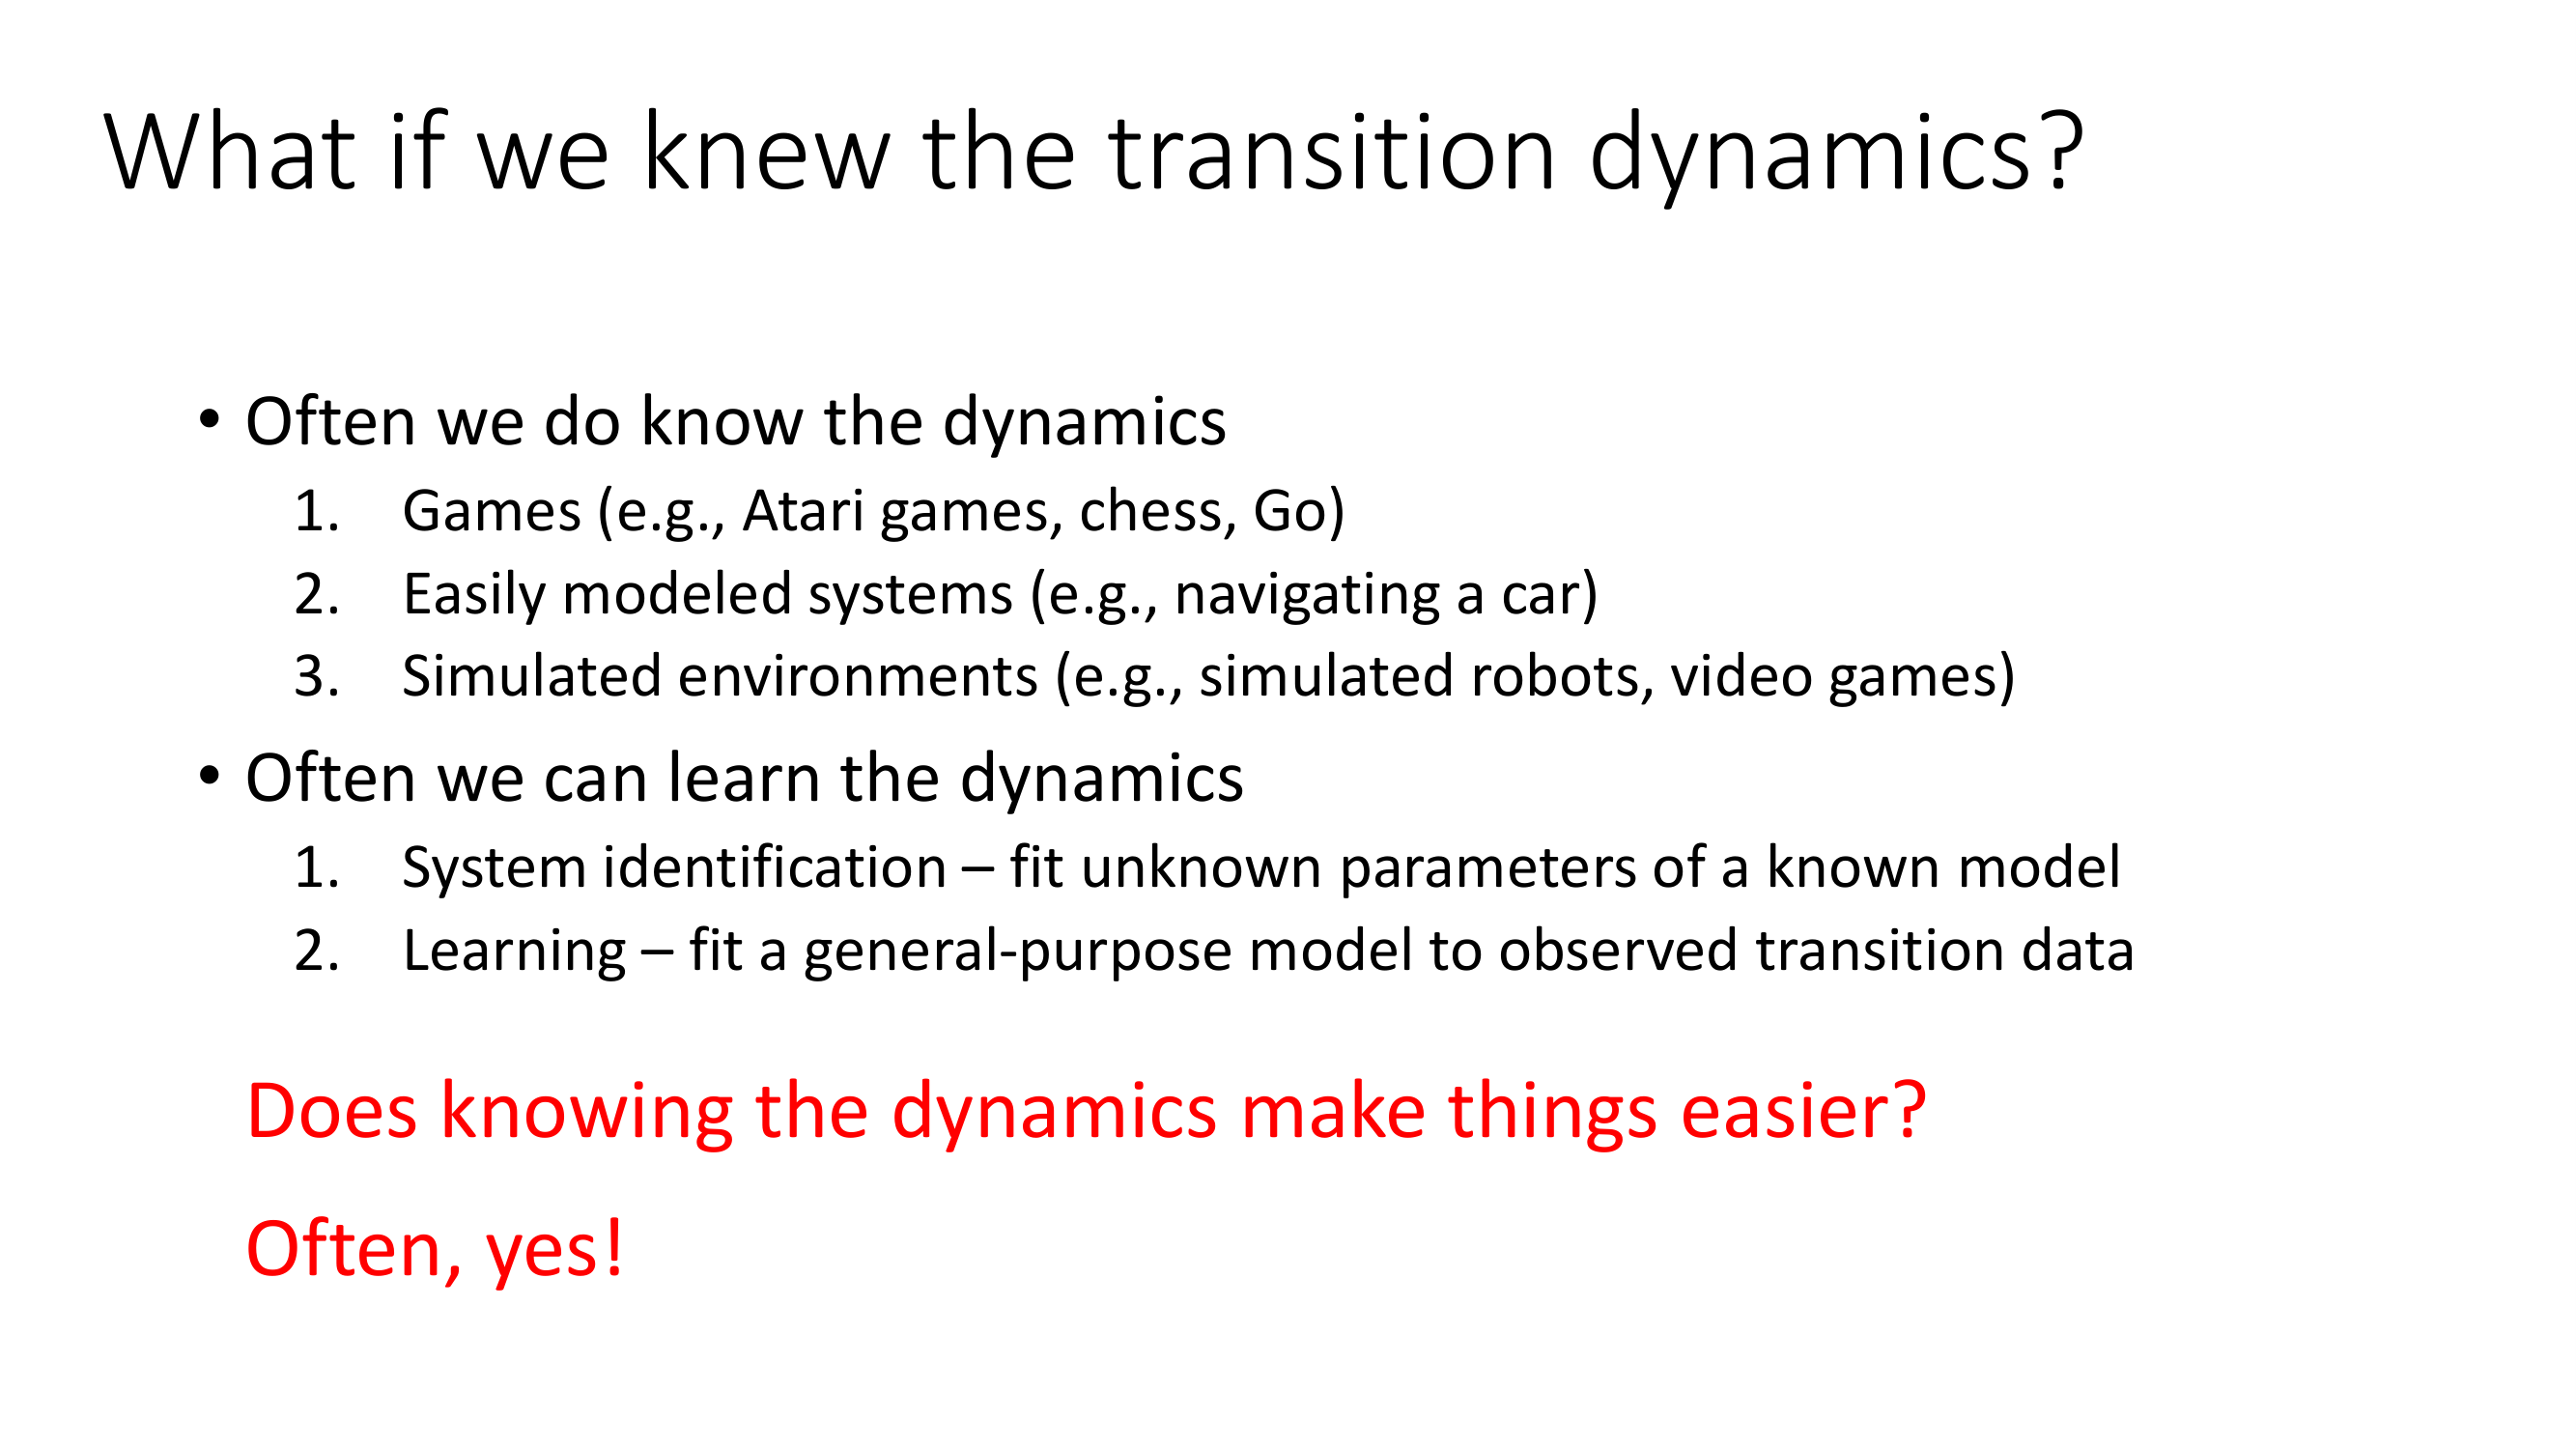 What if we knew the transition dynamics?
• Often we do know the dynamics
1. Games (e.g., Atari games, chess, Go)
2. Easily modeled systems (e.g., navigating a car)
3. Simulated environments (e.g., simulated robots, video games)
• Often we can learn the dynamics
1. System identification – fit unknown parameters of a known model
2. Learning – fit a general-purpose model to observed transition data
Does knowing the dynamics make things easier?
Often, yes!